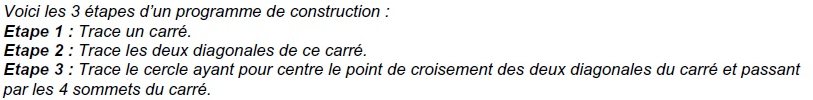 Voici les 3 étapes d’un programme de construction :
Etape 1 : Trace un carré.
Etape 2 : Trace les deux diagonales de ce carré.
Etape 3 : Trace le cercle ayant pour centre le point de croisement des deux diagonales du carré et passant
par les 4 sommets du carré.